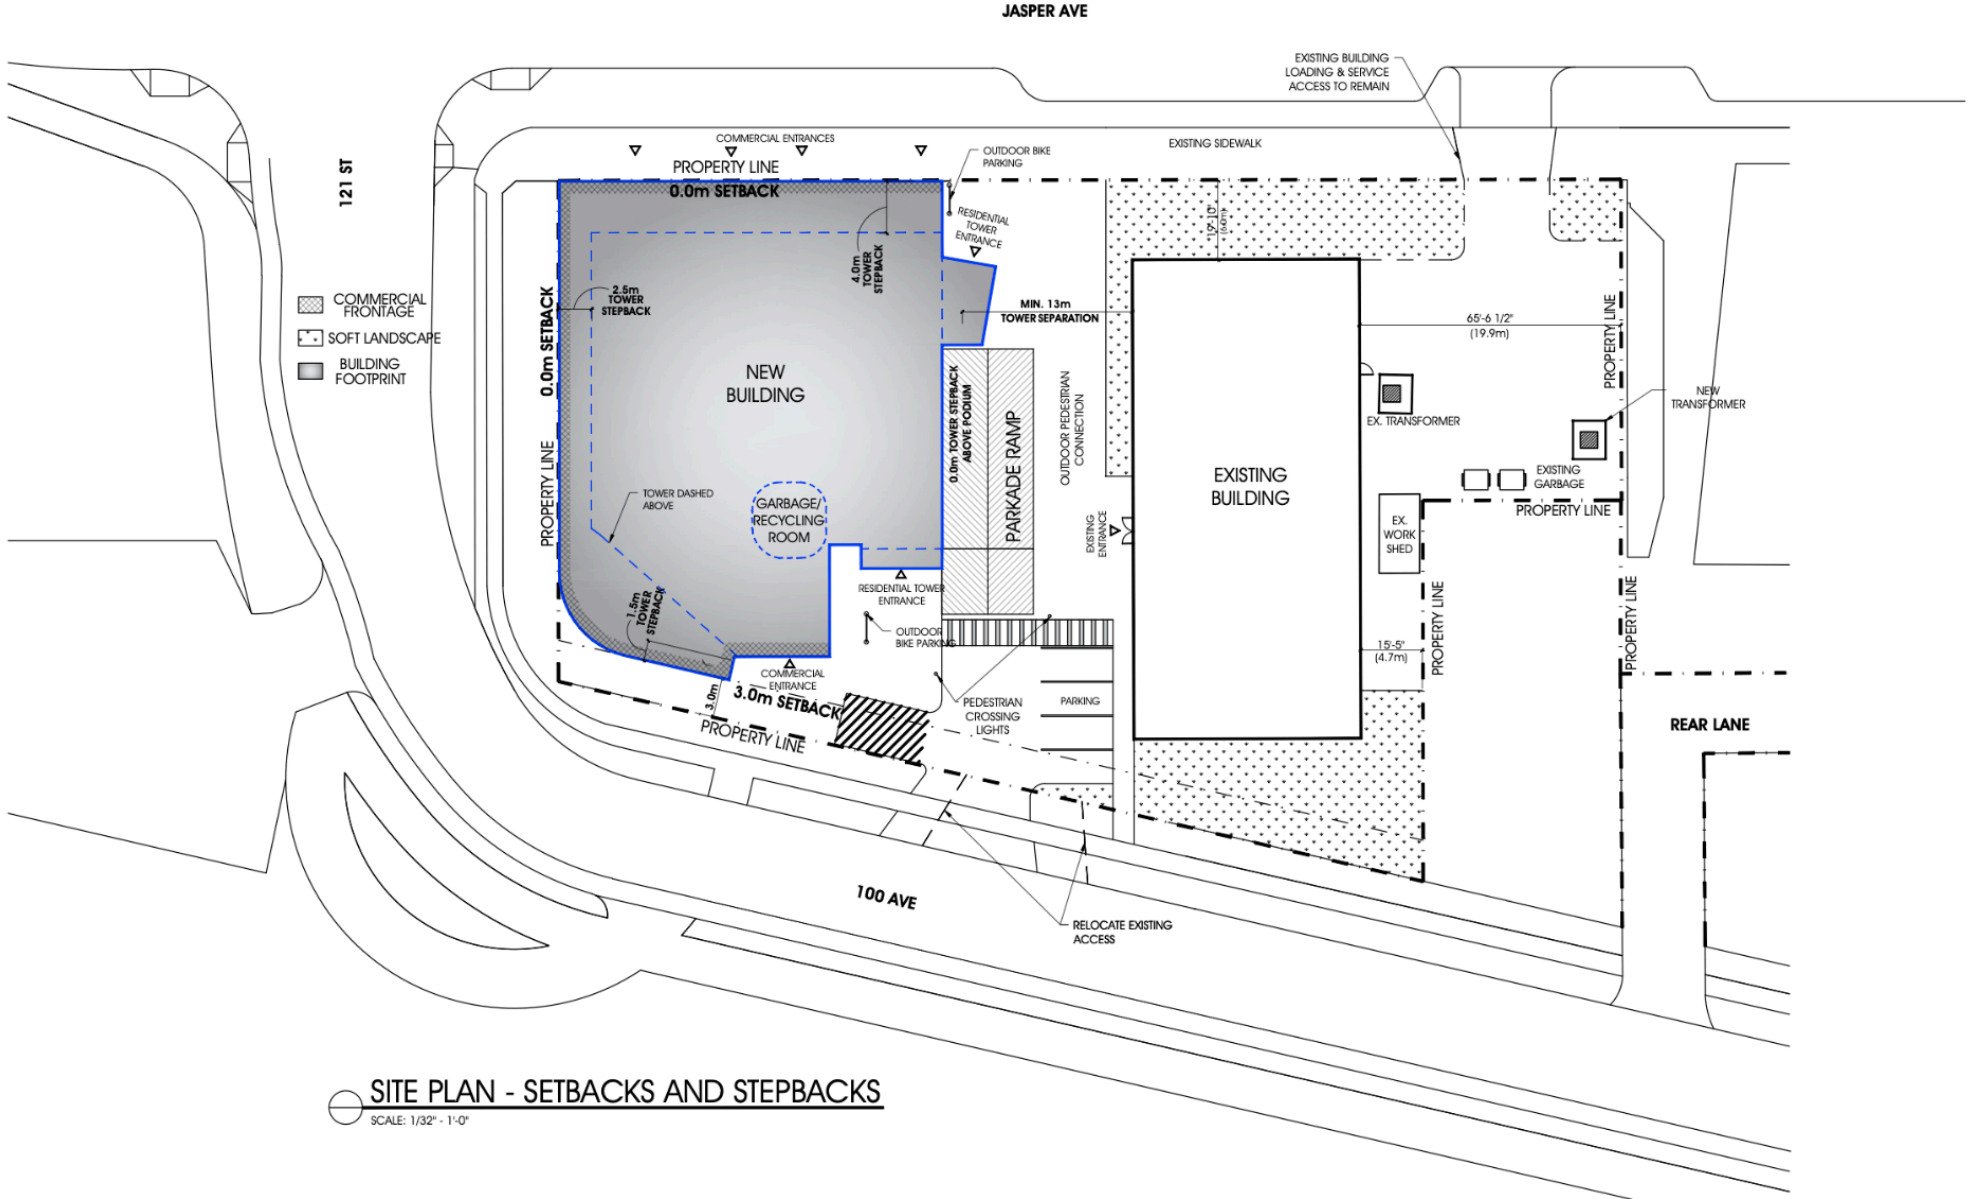 JASPER AVE
EXISTING BUILDING
LOADING & SERVICE
ACCESS TO REMAIN
COMMERCIAL ENTRANCES
EXISTING SIDEWALK
OUTDOOR BIKE
PARKING
PROPERTY LINE
0.0m SETBACK
121 ST
RESIDENTIAL
TOWER
ENTRANCE
19'-10"
(6.0m)
4.0m
TOWER
STEPBACK
2.5m
TOWER
STEPBACK
COMMERCIAL
FRONTAGE
SOFT LANDSCAPE
BUILDING
FOOTPRINT
0.0m SETBACK
PROPERTY LINE
MIN. 13m
TOWER SEPARATION
65'-6 1/2"
(19.9m)
PROPERTY LINE
NEW
BUILDING
0.0m TOWER STEPBACK
ABOVE PODIUM
PARKADE RAMP
OUTDOOR PEDESTRIAN
CONNECTION
EX. TRANSFORMER
NEW
TRANSFORMER
EXISTING
BUILDING
EXISTING
GARBAGE
PROPERTY LINE
TOWER DASHED
ABOVE
GARBAGE/
RECYCLING
ROOM
EXISTING
ENTRANCE
EX.
WORK
SHED
RESIDENTIAL TOWER
ENTRANCE
1.5m
TOWER
STEPBACK
OUTDOOR
BIKE PARKING
PROPERTY LINE
PROPERTY LINE
15'-5"
(4.7m)
COMMERCIAL
ENTRANCE
3.0m
3.0m SETBACK
PROPERTY LINE
PEDESTRIAN
CROSSING
LIGHTS
PARKING
REAR LANE
100 AVE
RELOCATE EXISTING
ACCESS
SITE PLAN - SETBACKS AND STEPBACKS
SCALE: 1/32" - 1'-0"